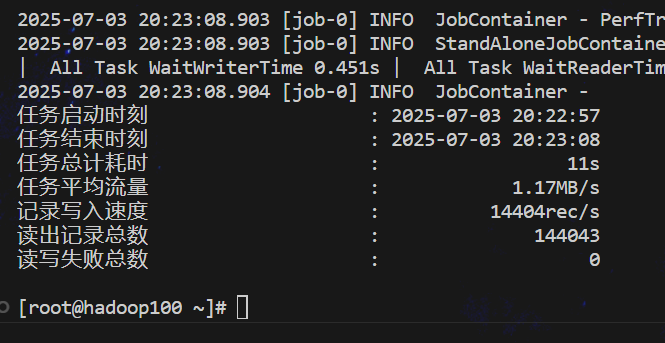 2025-07-03 20:23:08.903 [job-0] INFO  JobContainer - PerfTr
2025-07-03 20:23:08.903 [job-0] INFO  StandAloneJobContaine
|  All Task WaitWriterTime 0.451s |  All Task WaitReaderTim
2025-07-03 20:23:08.904 [job-0] INFO  JobContainer -
任务启动时刻                    : 2025-07-03 20:22:57
任务结束时刻                    : 2025-07-03 20:23:08
任务总计耗时                    :                 11s
任务平均流量                    :            1.17MB/s
记录写入速度                    :          14404rec/s
读出记录总数                    :              144043
读写失败总数                    :                   0
[root@hadoop100 ~]#